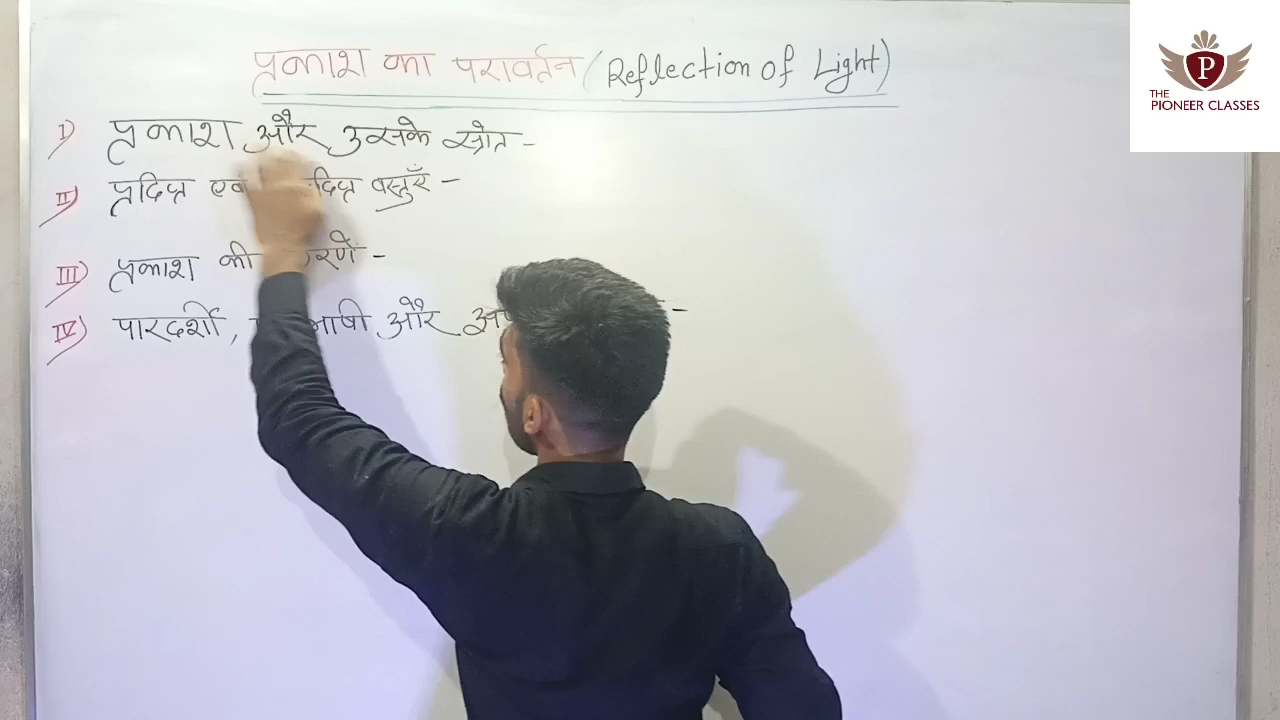 प्रकाश का परावर्तन (Reflection of Light)
I) प्रकाश और उसके स्रोत -
II) प्रदिप्त एवं वस्तुएँ -
III) प्रकाश की -
IV) पारदर्शी, और -
P
THE
PIONEER CLASSES